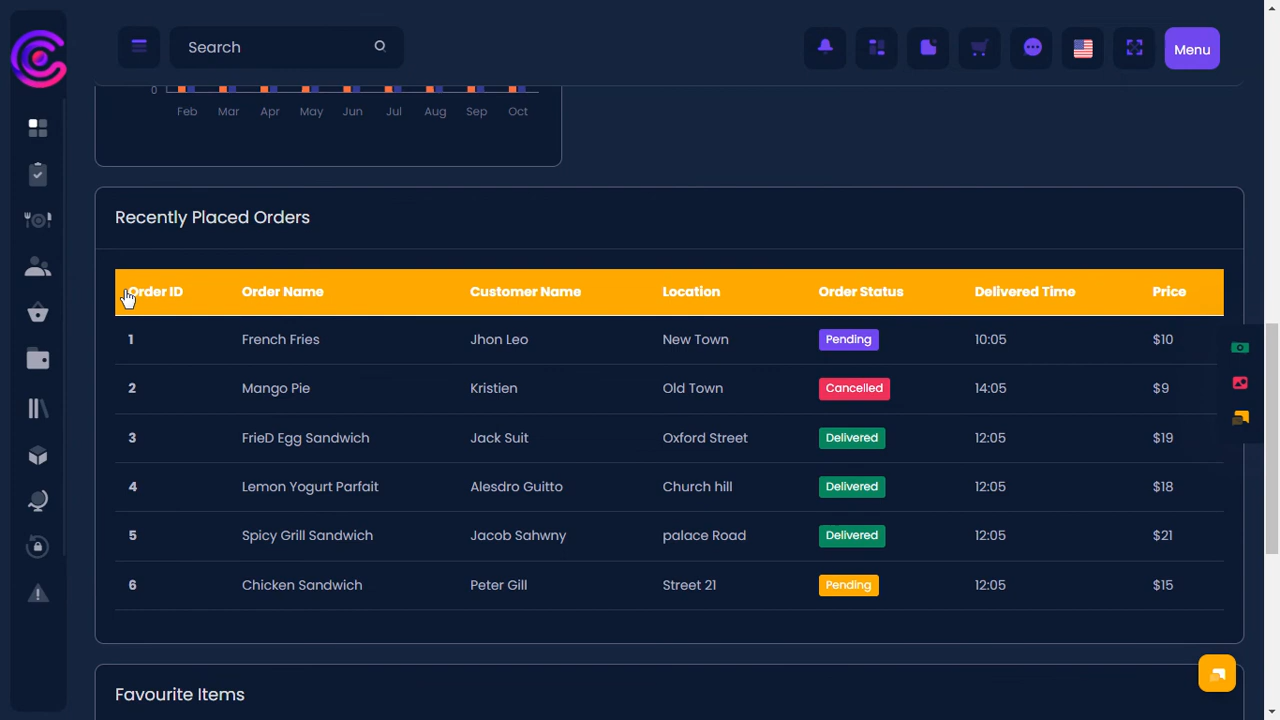 Search
Menu
0
Feb Mar Apr May Jun Jul Aug Sep Oct
Recently Placed Orders
Order ID Order Name Customer Name Location Order Status Delivered Time Price
1 French Fries Jhon Leo New Town Pending 10:05 $10
2 Mango Pie Kristien Old Town Cancelled 14:05 $9
3 FrieD Egg Sandwich Jack Suit Oxford Street Delivered 12:05 $19
4 Lemon Yogurt Parfait Alesdro Guitto Church hill Delivered 12:05 $18
5 Spicy Grill Sandwich Jacob Sahwny palace Road Delivered 12:05 $21
6 Chicken Sandwich Peter Gill Street 21 Pending 12:05 $15
Favourite Items